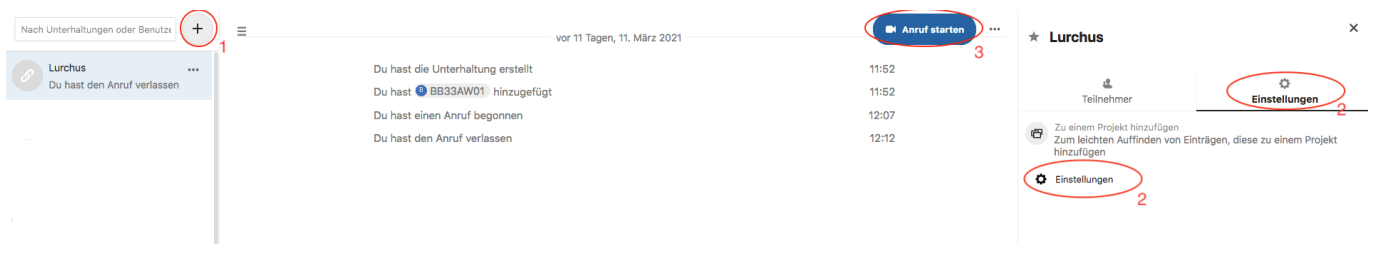 Nach Unterhaltungen oder Benutze
+
1
Lurchus
Du hast den Anruf verlassen
vor 11 Tagen, 11. März 2021
Anruf starten
3
Du hast die Unterhaltung erstellt 11:52
Du hast B BB33AW01 hinzugefügt 11:52
Du hast einen Anruf begonnen 12:07
Du hast den Anruf verlassen 12:12
Lurchus
Teilnehmer
Einstellungen
2
Zu einem Projekt hinzufügen
Zum leichten Auffinden von Einträgen, diese zu einem Projekt
hinzufügen
Einstellungen
2